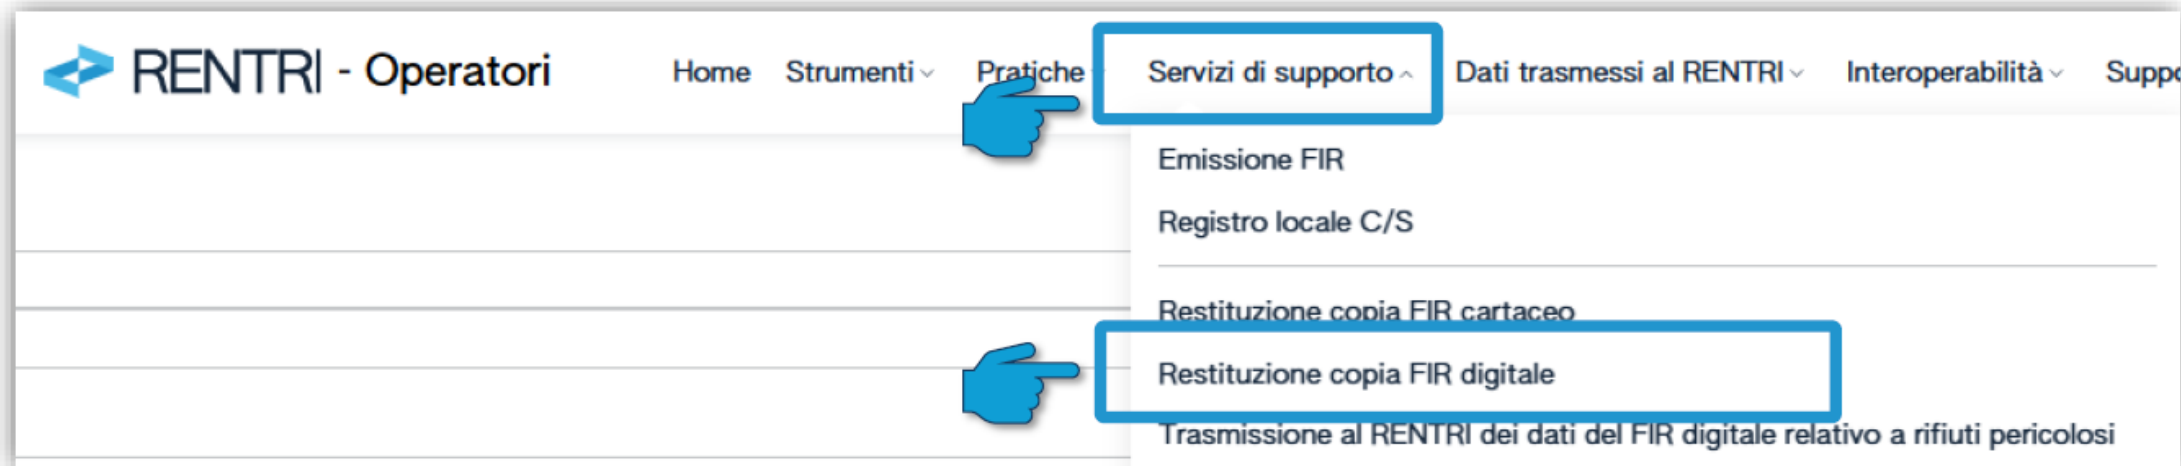 RENTRI - Operatori Home Strumenti Pratiche Servizi di supporto Dati trasmessi al RENTRI Interoperabilità Suppo
Emissione FIR
Registro locale C/S
Restituzione copia FIR cartaceo
Restituzione copia FIR digitale
Trasmissione al RENTRI dei dati del FIR digitale relativo a rifiuti pericolosi